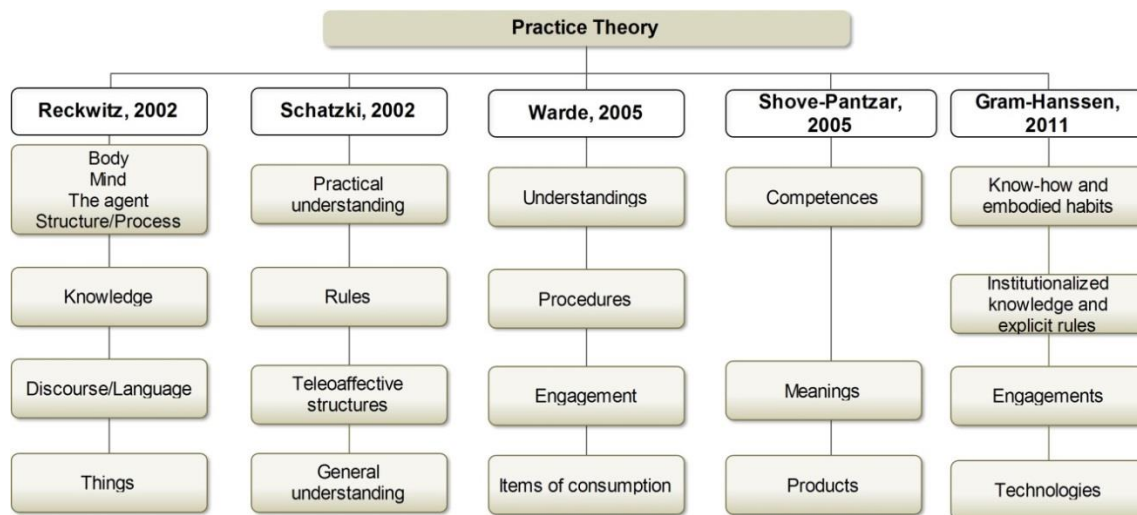 Practice Theory
Reckwitz, 2002
Body
Mind
The agent
Structure/Process
Knowledge
Discourse/Language
Things
Schatzki, 2002
Practical
understanding
Rules
Teleoaffective
structures
General
understanding
Warde, 2005
Understandings
Procedures
Engagement
Items of consumption
Shove-Pantzar,
2005
Competences
Meanings
Products
Gram-Hanssen,
2011
Know-how and
embodied habits
Institutionalized
knowledge and
explicit rules
Engagements
Technologies